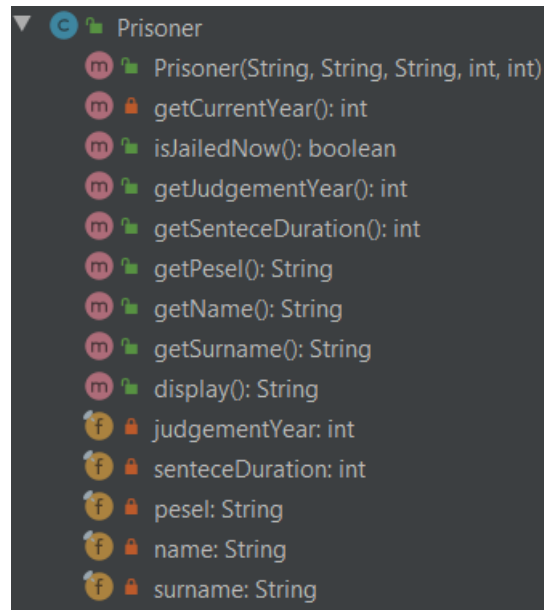 C Prisoner
m Prisoner(String, String, String, int, int)
m getCurrentYear(): int
m isJailedNow(): boolean
m getJudgementYear(): int
m getSenteceDuration(): int
m getPesel(): String
m getName(): String
m getSurname(): String
m display(): String
f judgementYear: int
f senteceDuration: int
f pesel: String
f name: String
f surname: String